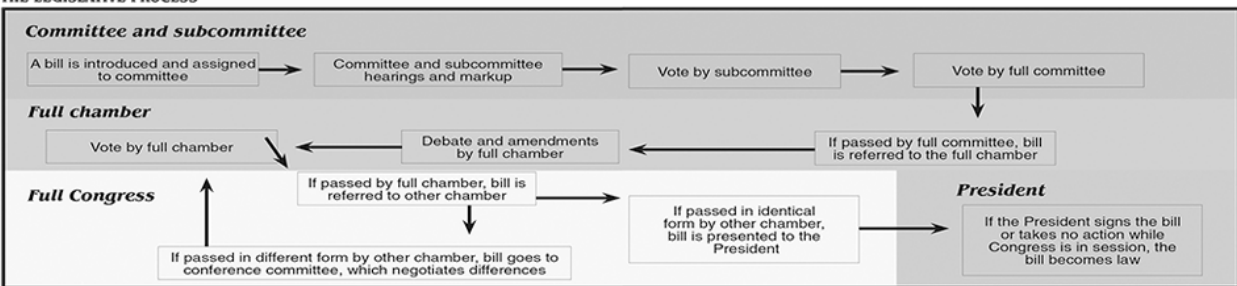 THE LEGISLATIVE PROCESS
Committee and subcommittee
A bill is introduced and assigned
to committee
Committee and subcommittee
hearings and markup
Vote by subcommittee
Vote by full committee
Full chamber
If passed by full committee, bill
is referred to the full chamber
Debate and amendments
by full chamber
Vote by full chamber
Full Congress
If passed by full chamber, bill is
referred to other chamber
If passed in different form by other chamber, bill goes to
conference committee, which negotiates differences
If passed in identical
form by other chamber,
bill is presented to the
President
President
If the President signs the bill
or takes no action while
Congress is in session, the
bill becomes law